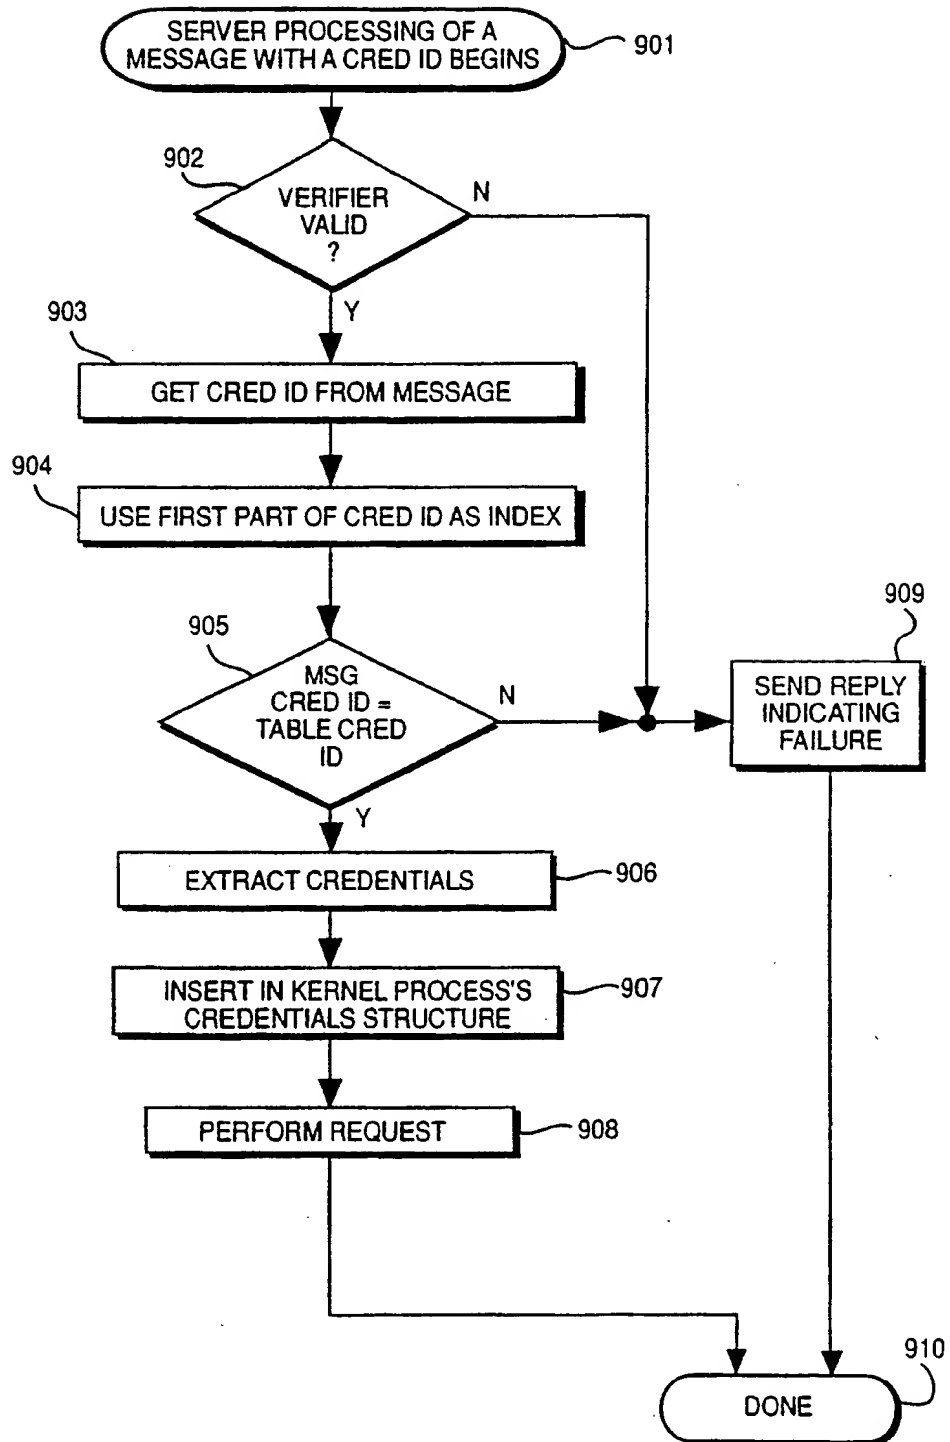 SERVER PROCESSING OF A
MESSAGE WITH A CRED ID BEGINS
901
902
VERIFIER
VALID
?
N
Y
903
GET CRED ID FROM MESSAGE
904
USE FIRST PART OF CRED ID AS INDEX
905
MSG
CRED ID =
TABLE CRED
ID
N
Y
909
SEND REPLY
INDICATING
FAILURE
EXTRACT CREDENTIALS
906
INSERT IN KERNEL PROCESS'S
CREDENTIALS STRUCTURE
907
PERFORM REQUEST
908
910
DONE